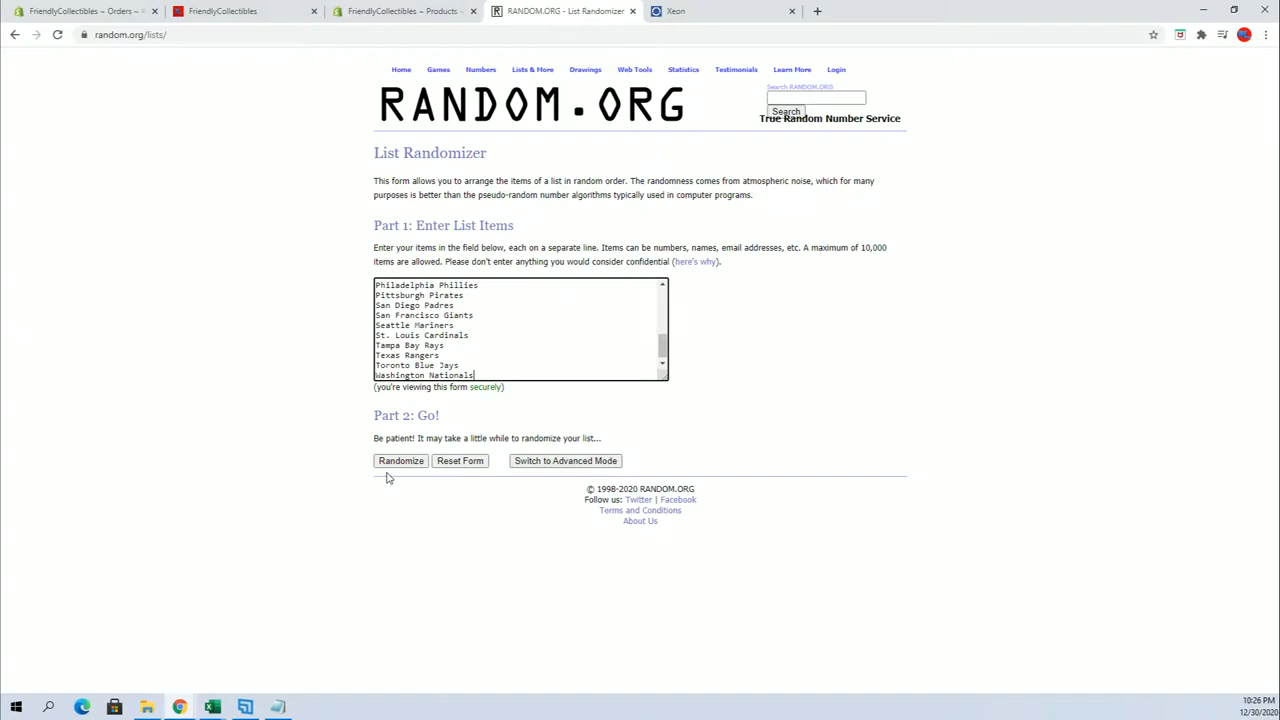 FriendlyCollectibles ~ Orders ~
FriendlyCollectibles
FriendlyCollectibles ~ Products ~
RANDOM.ORG - List Randomizer
Xeon
random.org/lists/
Home Games Numbers Lists & More Drawings Web Tools Statistics Testimonials Learn More Login
RANDOM.ORG
Search RANDOM.ORG
Search
True Random Number Service
List Randomizer
This form allows you to arrange the items of a list in random order. The randomness comes from atmospheric noise, which for many
purposes is better than the pseudo-random number algorithms typically used in computer programs.
Part 1: Enter List Items
Enter your items in the field below, each on a separate line. Items can be numbers, names, email addresses, etc. A maximum of 10,000
items are allowed. Please don't enter anything you would consider confidential (here's why).
Philadelphia Phillies
Pittsburgh Pirates
San Diego Padres
San Francisco Giants
Seattle Mariners
St. Louis Cardinals
Tampa Bay Rays
Texas Rangers
Toronto Blue Jays
Washington Nationals
(you're viewing this form securely)
Part 2: Go!
Be patient! It may take a little while to randomize your list...
Randomize Reset Form Switch to Advanced Mode
© 1998-2020 RANDOM.ORG
Follow us: Twitter | Facebook
Terms and Conditions
About Us
10:26 PM
12/30/2020